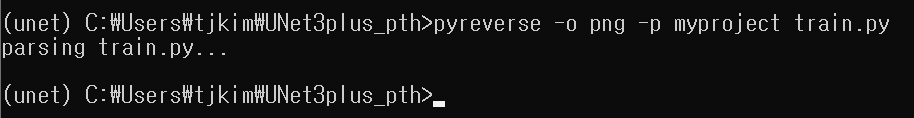 (unet) C:₩Users₩tjkim₩UNet3plus_pth>pyreverse -o png -p myproject train.py
parsing train.py...
(unet) C:₩Users₩tjkim₩UNet3plus_pth>